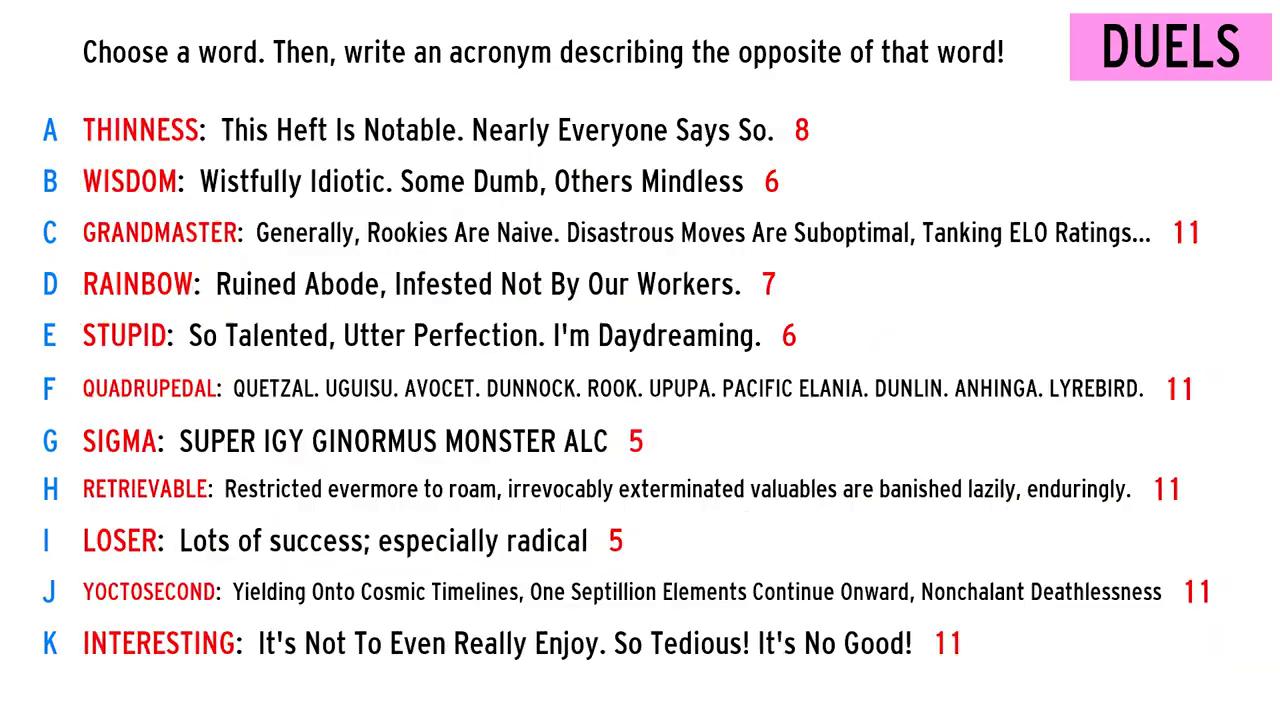 Choose a word. Then, write an acronym describing the opposite of that word!
DUELS
A THINNESS: This Heft Is Notable. Nearly Everyone Says So. 8
B WISDOM: Wistfully Idiotic. Some Dumb, Others Mindless 6
C GRANDMASTER: Generally, Rookies Are Naive. Disastrous Moves Are Suboptimal, Tanking ELO Ratings... 11
D RAINBOW: Ruined Abode, Infested Not By Our Workers. 7
E STUPID: So Talented, Utter Perfection. I'm Daydreaming. 6
F QUADRUPEDAL: QUETZAL. UGUISU. AVOCET. DUNNOCK. ROOK. UPUPA. PACIFIC ELANIA. DUNLIN. ANHINGA. LYREBIRD. 11
G SIGMA: SUPER IGY GINORMUS MONSTER ALC 5
H RETRIEVABLE: Restricted evermore to roam, irrevocably exterminated valuables are banished lazily, enduringly. 11
I LOSER: Lots of success; especially radical 5
J YOCTOSECOND: Yielding Onto Cosmic Timelines, One Septillion Elements Continue Onward, Nonchalant Deathlessness 11
K INTERESTING: It's Not To Even Really Enjoy. So Tedious! It's No Good! 11